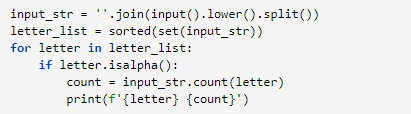 input_str = ''.join(input().lower().split())
letter_list = sorted(set(input_str))
for letter in letter_list:
    if letter.isalpha():
        count = input_str.count(letter)
        print(f'{letter} {count}')